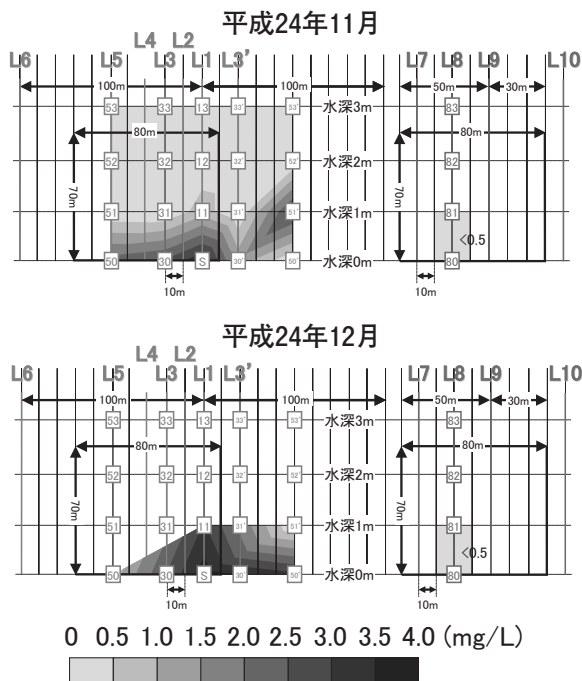 平成24年11月
L4 L2
L6 L5 L3 L1 L3’ L7 L8 L9 L10
100m 100m 50m 30m
53 33 13 33’ 53’ 水深3m 83
80m 80m
52 32 12 32’ 52’ 水深2m 82
70m 70m
51 31 11 31’ 51’ 水深1m 81
<0.5
50 30 S 30’ 50’ 水深0m 80
10m 10m
平成24年12月
L4 L2
L6 L5 L3 L1 L3’ L7 L8 L9 L10
100m 100m 50m 30m
53 33 13 33’ 53’ 水深3m 83
80m 80m
52 32 12 32’ 52’ 水深2m 82
70m 70m
51 31 11 31’ 51’ 水深1m 81
<0.5
50 30 S 30’ 50’ 水深0m 80
10m 10m
0 0.5 1.0 1.5 2.0 2.5 3.0 3.5 4.0 (mg/L)